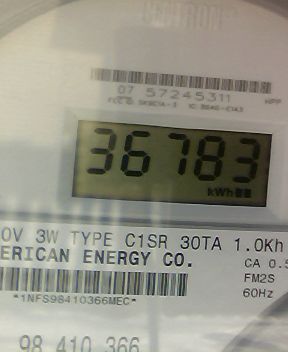 07 57245311
36783
kWh
0V 3W TYPE C1SR 30TA 1.0Kh
ERICAN ENERGY CO.
CA 0.5
FM2S
*1NFS98410366MEC*
60Hz
98 410 366